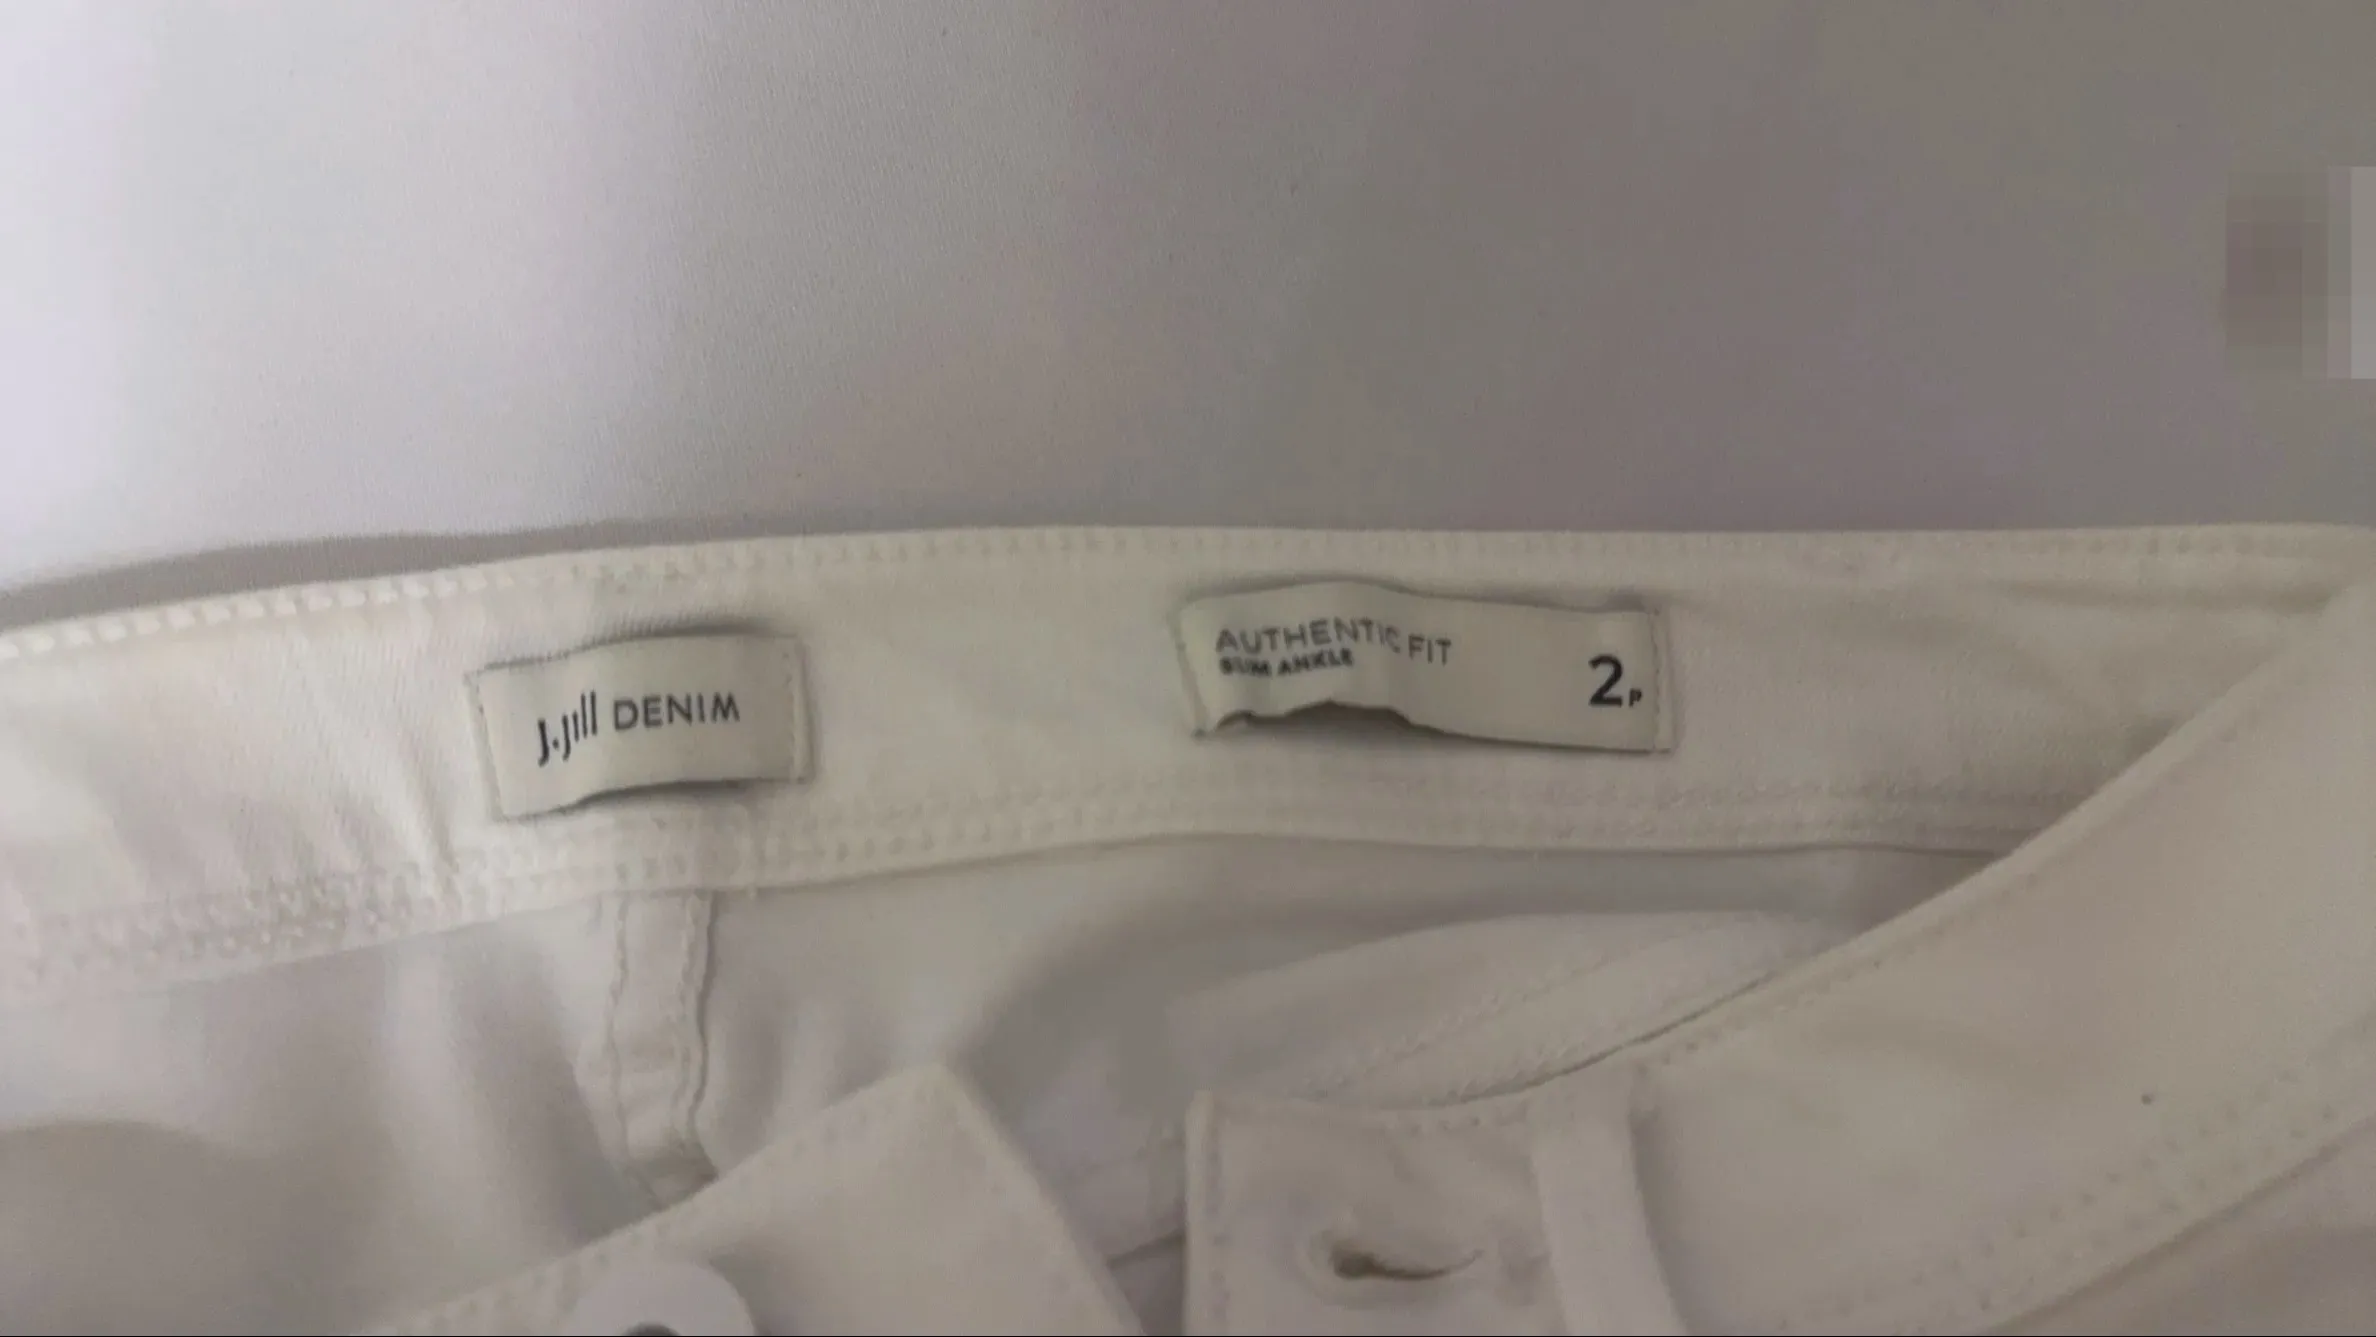 J.Jill DENIM
AUTHENTIC FIT
SLIM ANKLE
2P